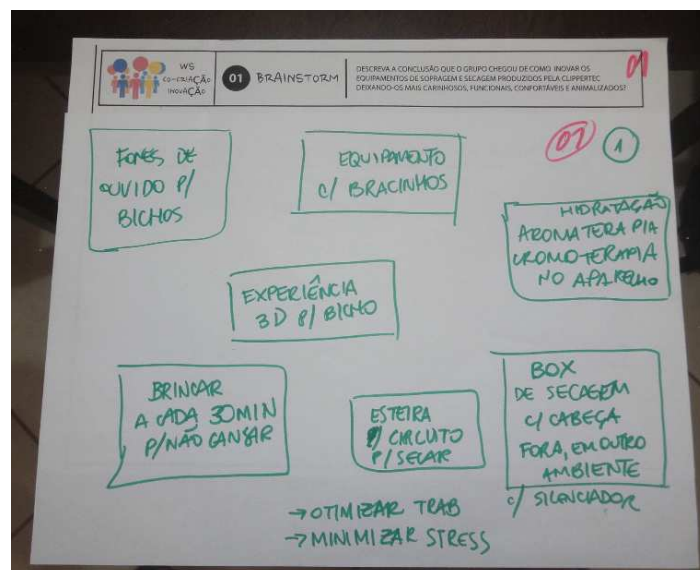 WS
CO-CRIAÇÃO
INOVAÇÃO
01 BRAINSTORM
DESCREVA A CONCLUSÃO QUE O GRUPO CHEGOU DE COMO INOVAR OS
EQUIPAMENTOS DE SOPRAGEM E SECAGEM PRODUZIDOS PELA CLIPPERTEC
DEIXANDO-OS MAIS CARINHOSOS, FUNCIONAIS, CONFORTÁVEIS E ANIMALIZADOS?
01
01 1
FONES DE
OUVIDO P/
BICHOS
EQUIPAMENTO
C/ BRACINHOS
HIDRATAÇÃO
AROMATERAPIA
CROMOTERAPIA
NO APARELHO
EXPERIÊNCIA
3D P/ BICHO
BRINCAR
A CADA 30MIN
P/ NÃO CANSAR
ESTEIRA
P/ CIRCUITO
P/ SECAR
BOX
DE SECAGEM
C/ CABEÇA
FORA, EM OUTRO
AMBIENTE
C/ SILENCIADOR
→ OTIMIZAR TRAB
→ MINIMIZAR STRESS